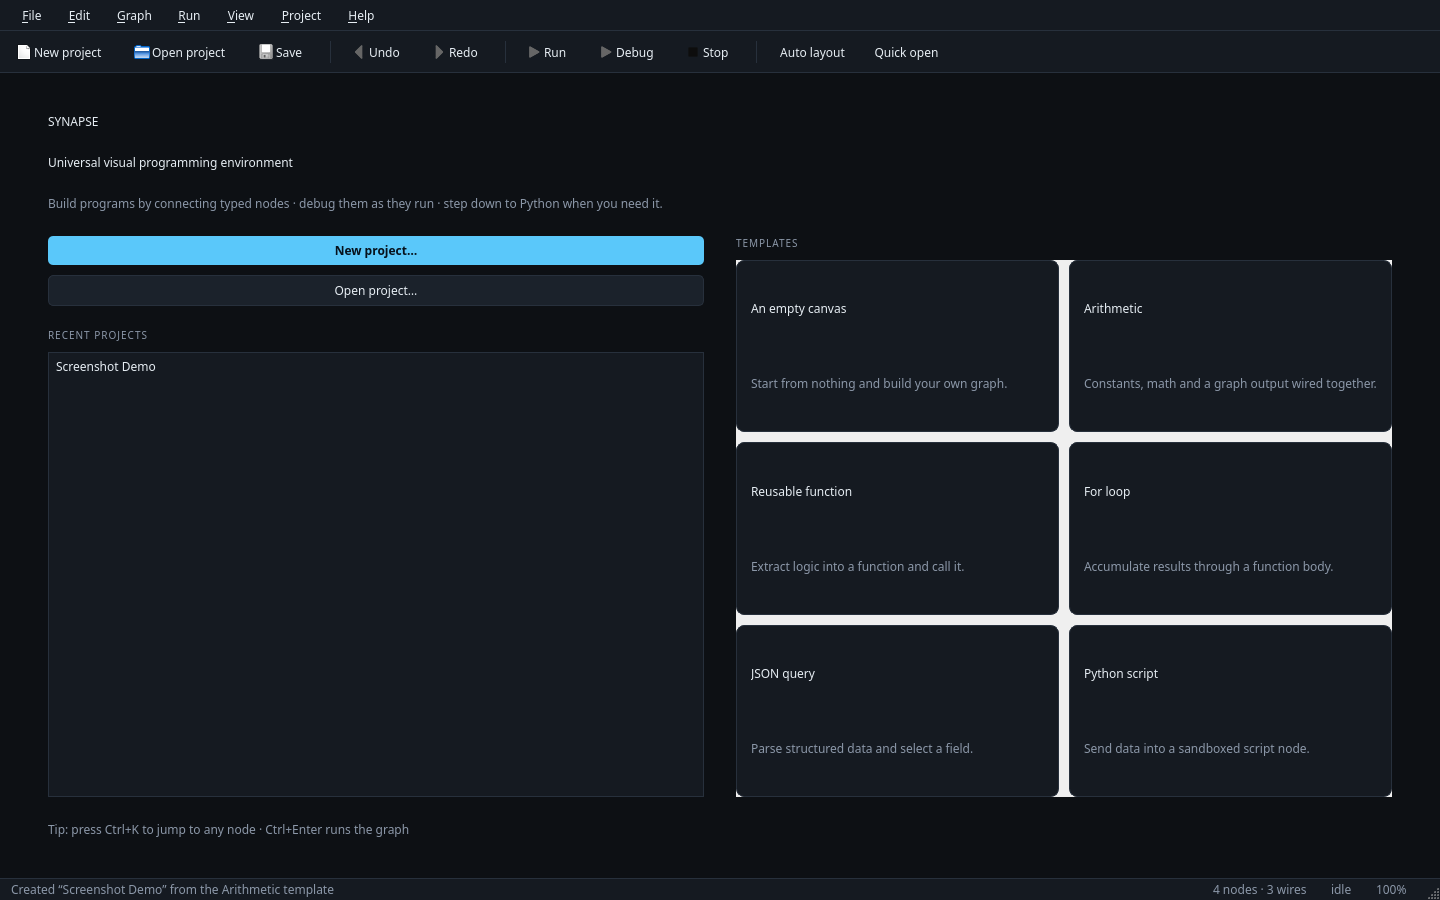 File Edit Graph Run View Project Help
New project Open project Save Undo Redo Run Debug Stop Auto layout Quick open
SYNAPSE
Universal visual programming environment
Build programs by connecting typed nodes · debug them as they run · step down to Python when you need it.
New project...
Open project...
RECENT PROJECTS
Screenshot Demo
Tip: press Ctrl+K to jump to any node · Ctrl+Enter runs the graph
TEMPLATES
An empty canvas
Start from nothing and build your own graph.
Arithmetic
Constants, math and a graph output wired together.
Reusable function
Extract logic into a function and call it.
For loop
Accumulate results through a function body.
JSON query
Parse structured data and select a field.
Python script
Send data into a sandboxed script node.
Created “Screenshot Demo” from the Arithmetic template
4 nodes · 3 wires idle 100%